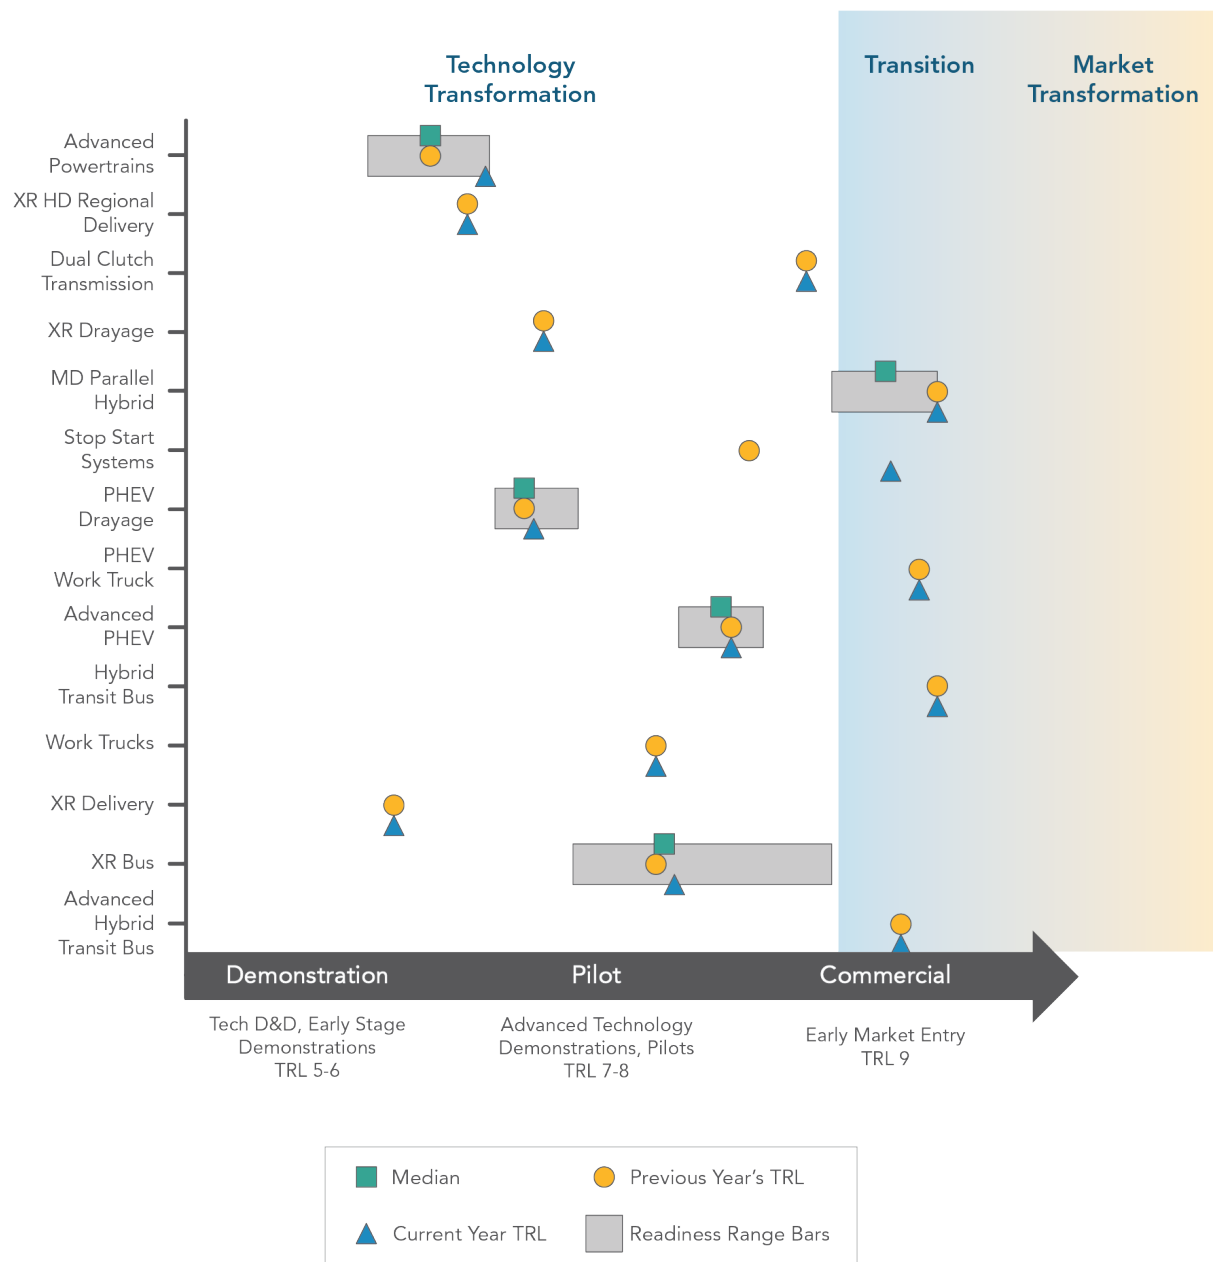 Technology
Transformation
Transition
Market
Transformation
Advanced
Powertrains
XR HD Regional
Delivery
Dual Clutch
Transmission
XR Drayage
MD Parallel
Hybrid
Stop Start
Systems
PHEV
Drayage
PHEV
Work Truck
Advanced
PHEV
Hybrid
Transit Bus
Work Trucks
XR Delivery
XR Bus
Advanced
Hybrid
Transit Bus
Demonstration
Pilot
Commercial
Tech D&D, Early Stage
Demonstrations
TRL 5-6
Advanced Technology
Demonstrations, Pilots
TRL 7-8
Early Market Entry
TRL 9
Median
Previous Year’s TRL
Current Year TRL
Readiness Range Bars